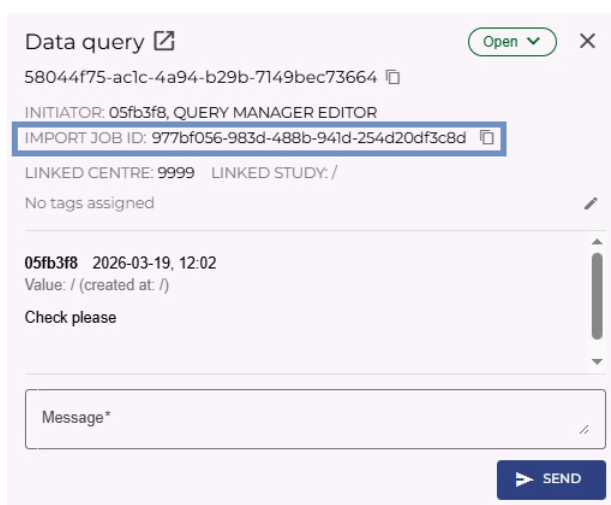 Data query
Open
58044f75-ac1c-4a94-b29b-7149bec73664
INITIATOR: 05fb3f8, QUERY MANAGER EDITOR
IMPORT JOB ID: 977bf056-983d-488b-941d-254d20df3c8d
LINKED CENTRE: 9999 LINKED STUDY: /
No tags assigned
05fb3f8 2026-03-19, 12:02
Value: / (created at: /)
Check please
Message*
SEND